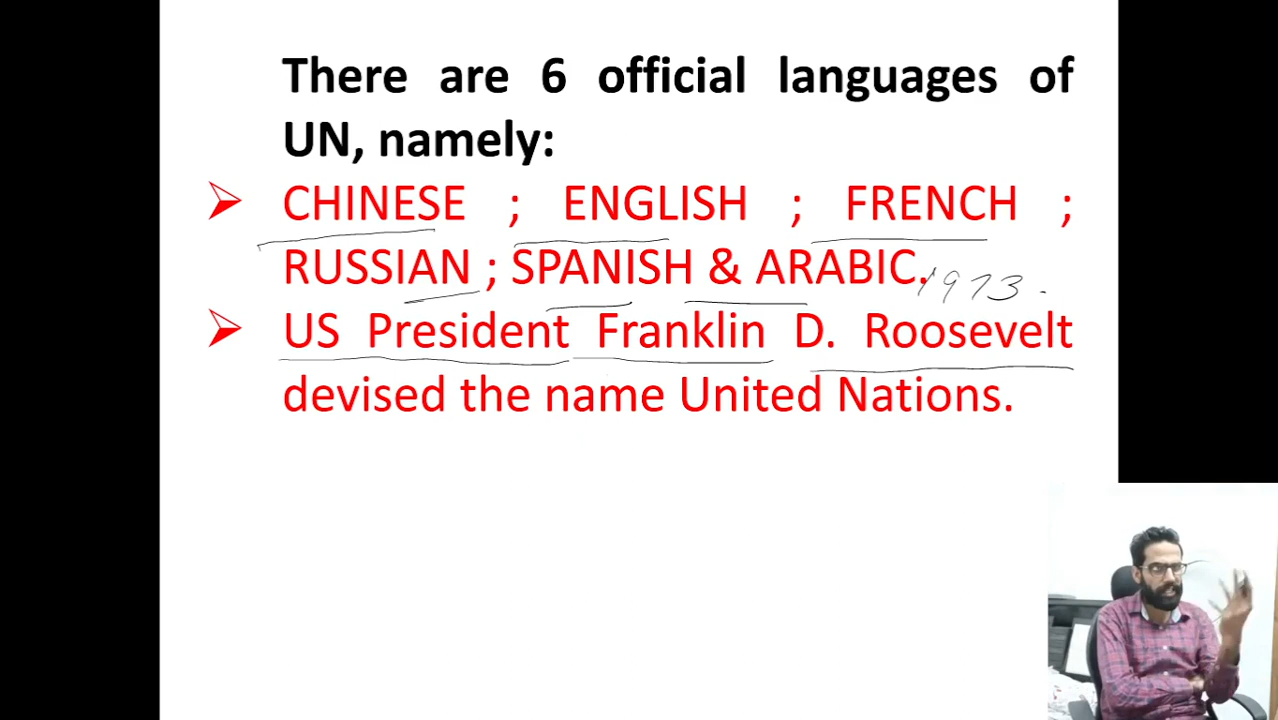 There are 6 official languages of
UN, namely:
➢ CHINESE ; ENGLISH ; FRENCH ;
RUSSIAN ; SPANISH & ARABIC. 1973.
➢ US President Franklin D. Roosevelt
devised the name United Nations.